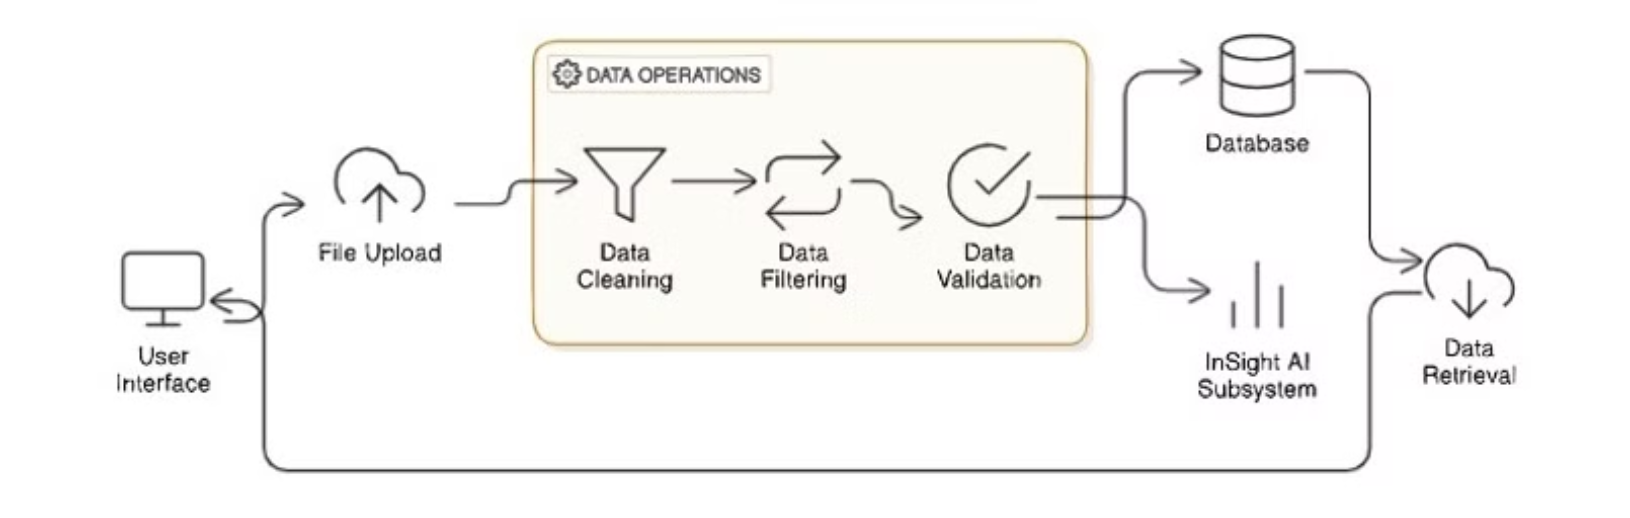 DATA OPERATIONS
Database
File Upload
Data
Cleaning
Data
Filtering
Data
Validation
User
Interface
InSight AI
Subsystem
Data
Retrieval